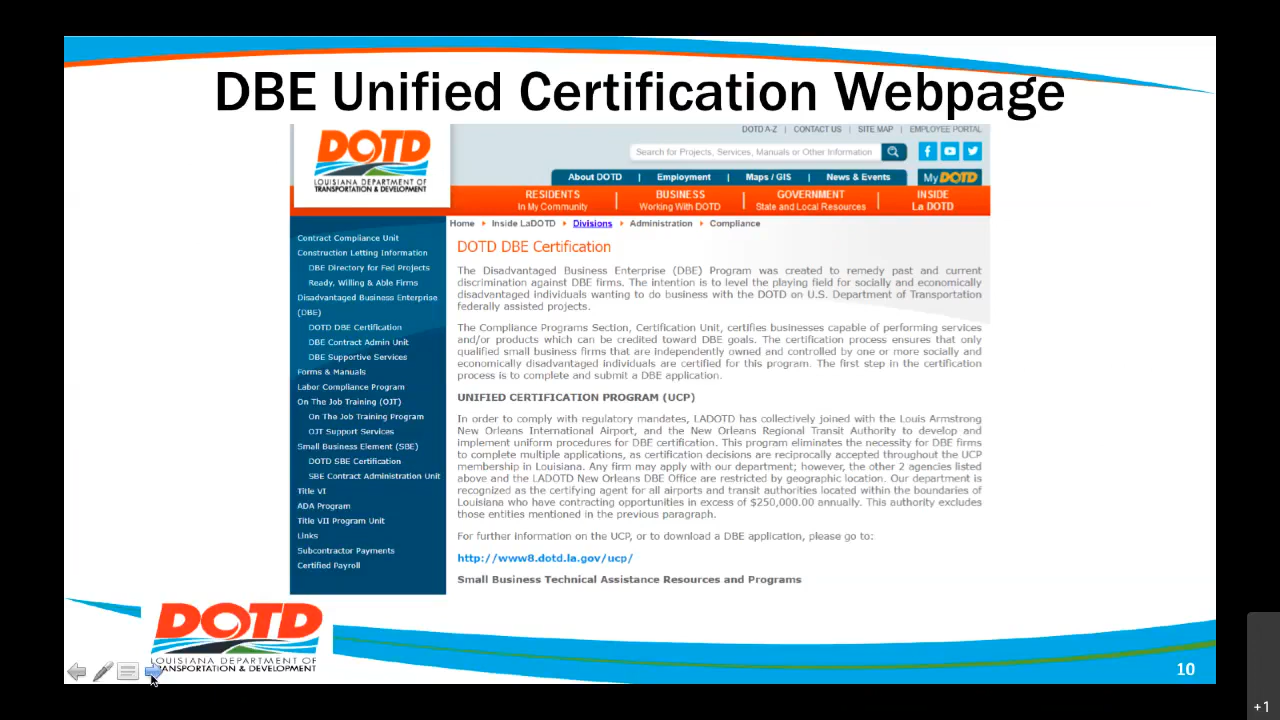 DBE Unified Certification Webpage
DOTD
LOUISIANA DEPARTMENT OF
TRANSPORTATION & DEVELOPMENT
DOTD A-Z | CONTACT US | SITE MAP | EMPLOYEE PORTAL
Search for Projects, Services, Manuals or Other Information
About DOTD | Employment | Maps / GIS | News & Events
My DOTD
RESIDENTS
In My Community
BUSINESS
Working With DOTD
GOVERNMENT
State and Local Resources
INSIDE
La DOTD
Home Inside LaDOTD Divisions Administration Compliance
Contract Compliance Unit
Construction Letting Information
DBE Directory for Fed Projects
Ready, Willing & Able Firms
Disadvantaged Business Enterprise
(DBE)
DOTD DBE Certification
DBE Contract Admin Unit
DBE Supportive Services
Forms & Manuals
Labor Compliance Program
On The Job Training (OJT)
On The Job Training Program
OJT Support Services
Small Business Element (SBE)
DOTD SBE Certification
SBE Contract Administration Unit
Title VI
ADA Program
Title VII Program Unit
Links
Subcontractor Payments
Certified Payroll
DOTD DBE Certification
The Disadvantaged Business Enterprise (DBE) Program was created to remedy past and current
discrimination against DBE firms. The intention is to level the playing field for socially and economically
disadvantaged individuals wanting to do business with the DOTD on U.S. Department of Transportation
federally assisted projects.
The Compliance Programs Section, Certification Unit, certifies businesses capable of performing services
and/or products which can be credited toward DBE goals. The certification process ensures that only
qualified small business firms that are independently owned and controlled by one or more socially and
economically disadvantaged individuals are certified for this program. The first step in the certification
process is to complete and submit a DBE application.
UNIFIED CERTIFICATION PROGRAM (UCP)
In order to comply with regulatory mandates, LADOTD has collectively joined with the Louis Armstrong
New Orleans International Airport, and the New Orleans Regional Transit Authority to develop and
implement uniform procedures for DBE certification. This program eliminates the necessity for DBE firms
to complete multiple applications, as certification decisions are reciprocally accepted throughout the UCP
membership in Louisiana. Any firm may apply with our department; however, the other 2 agencies listed
above and the LADOTD New Orleans DBE Office are restricted by geographic location. Our department is
recognized as the certifying agent for all airports and transit authorities located within the boundaries of
Louisiana who have contracting opportunities in excess of $250,000.00 annually. This authority excludes
those entities mentioned in the previous paragraph.
For further information on the UCP, or to download a DBE application, please go to:
http://www8.dotd.la.gov/ucp/
Small Business Technical Assistance Resources and Programs
DOTD
LOUISIANA DEPARTMENT OF
TRANSPORTATION & DEVELOPMENT
10
+1